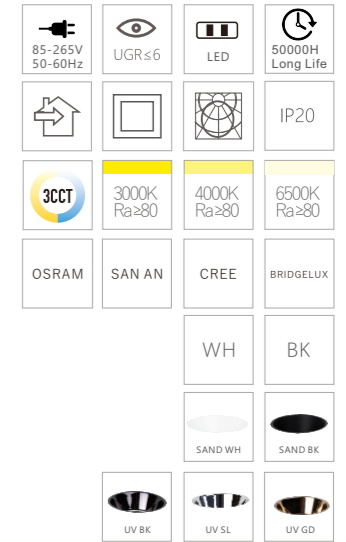 85-265V
50-60Hz
UGR≤6
LED
50000H
Long Life
IP20
3CCT
3000K
Ra≥80
4000K
Ra≥80
6500K
Ra≥80
OSRAM
SAN AN
CREE
BRIDGELUX
WH
BK
SAND WH
SAND BK
UV BK
UV SL
UV GD